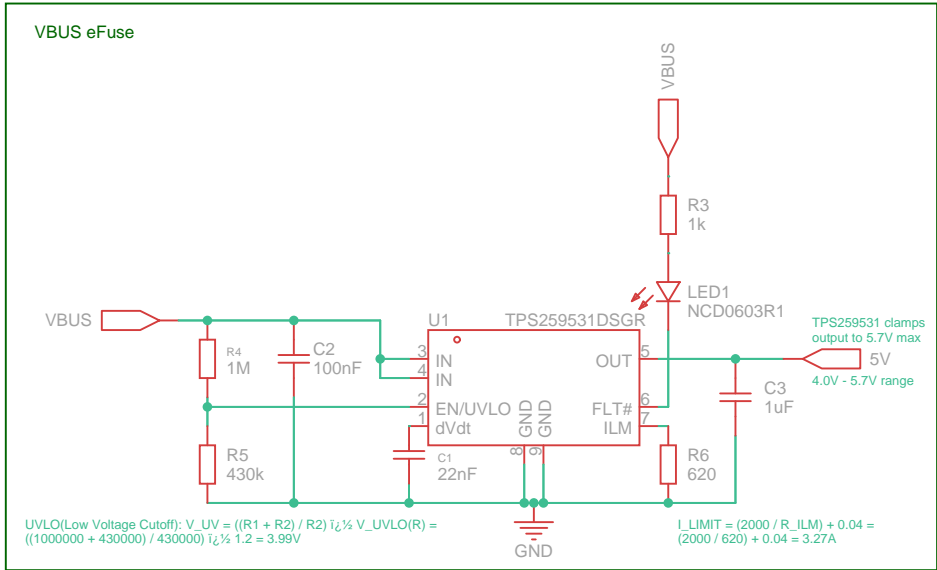 VBUS eFuse
VBUS
R3
1k
LED1
NCD0603R1
VBUS
U1
TPS259531DSGR
TPS259531 clamps
output to 5.7V max
R4
1M
C2
100nF
3
IN
4
IN
OUT
5
5V
4.0V - 5.7V range
C3
1uF
2
EN/UVLO
1
dVdt
GND
GND
FLT#
6
ILM
7
8
9
R5
430k
C1
22nF
R6
620
UVLO(Low Voltage Cutoff): V_UV = ((R1 + R2) / R2) ï¿½ V_UVLO(R) =
((1000000 + 430000) / 430000) ï¿½ 1.2 = 3.99V
GND
I_LIMIT = (2000 / R_ILM) + 0.04 =
(2000 / 620) + 0.04 = 3.27A